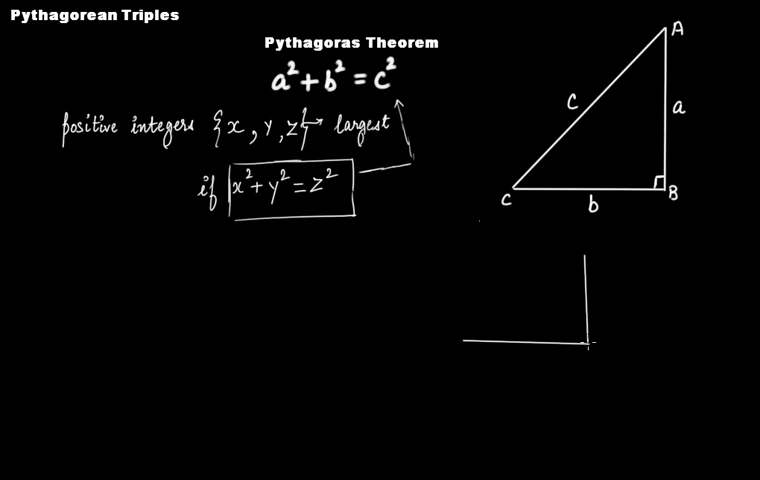 Pythagorean Triples
Pythagoras Theorem
a² + b² = c²
positive integers {x, y, z} → largest
if x² + y² = z²
A
c
a
C
b
B